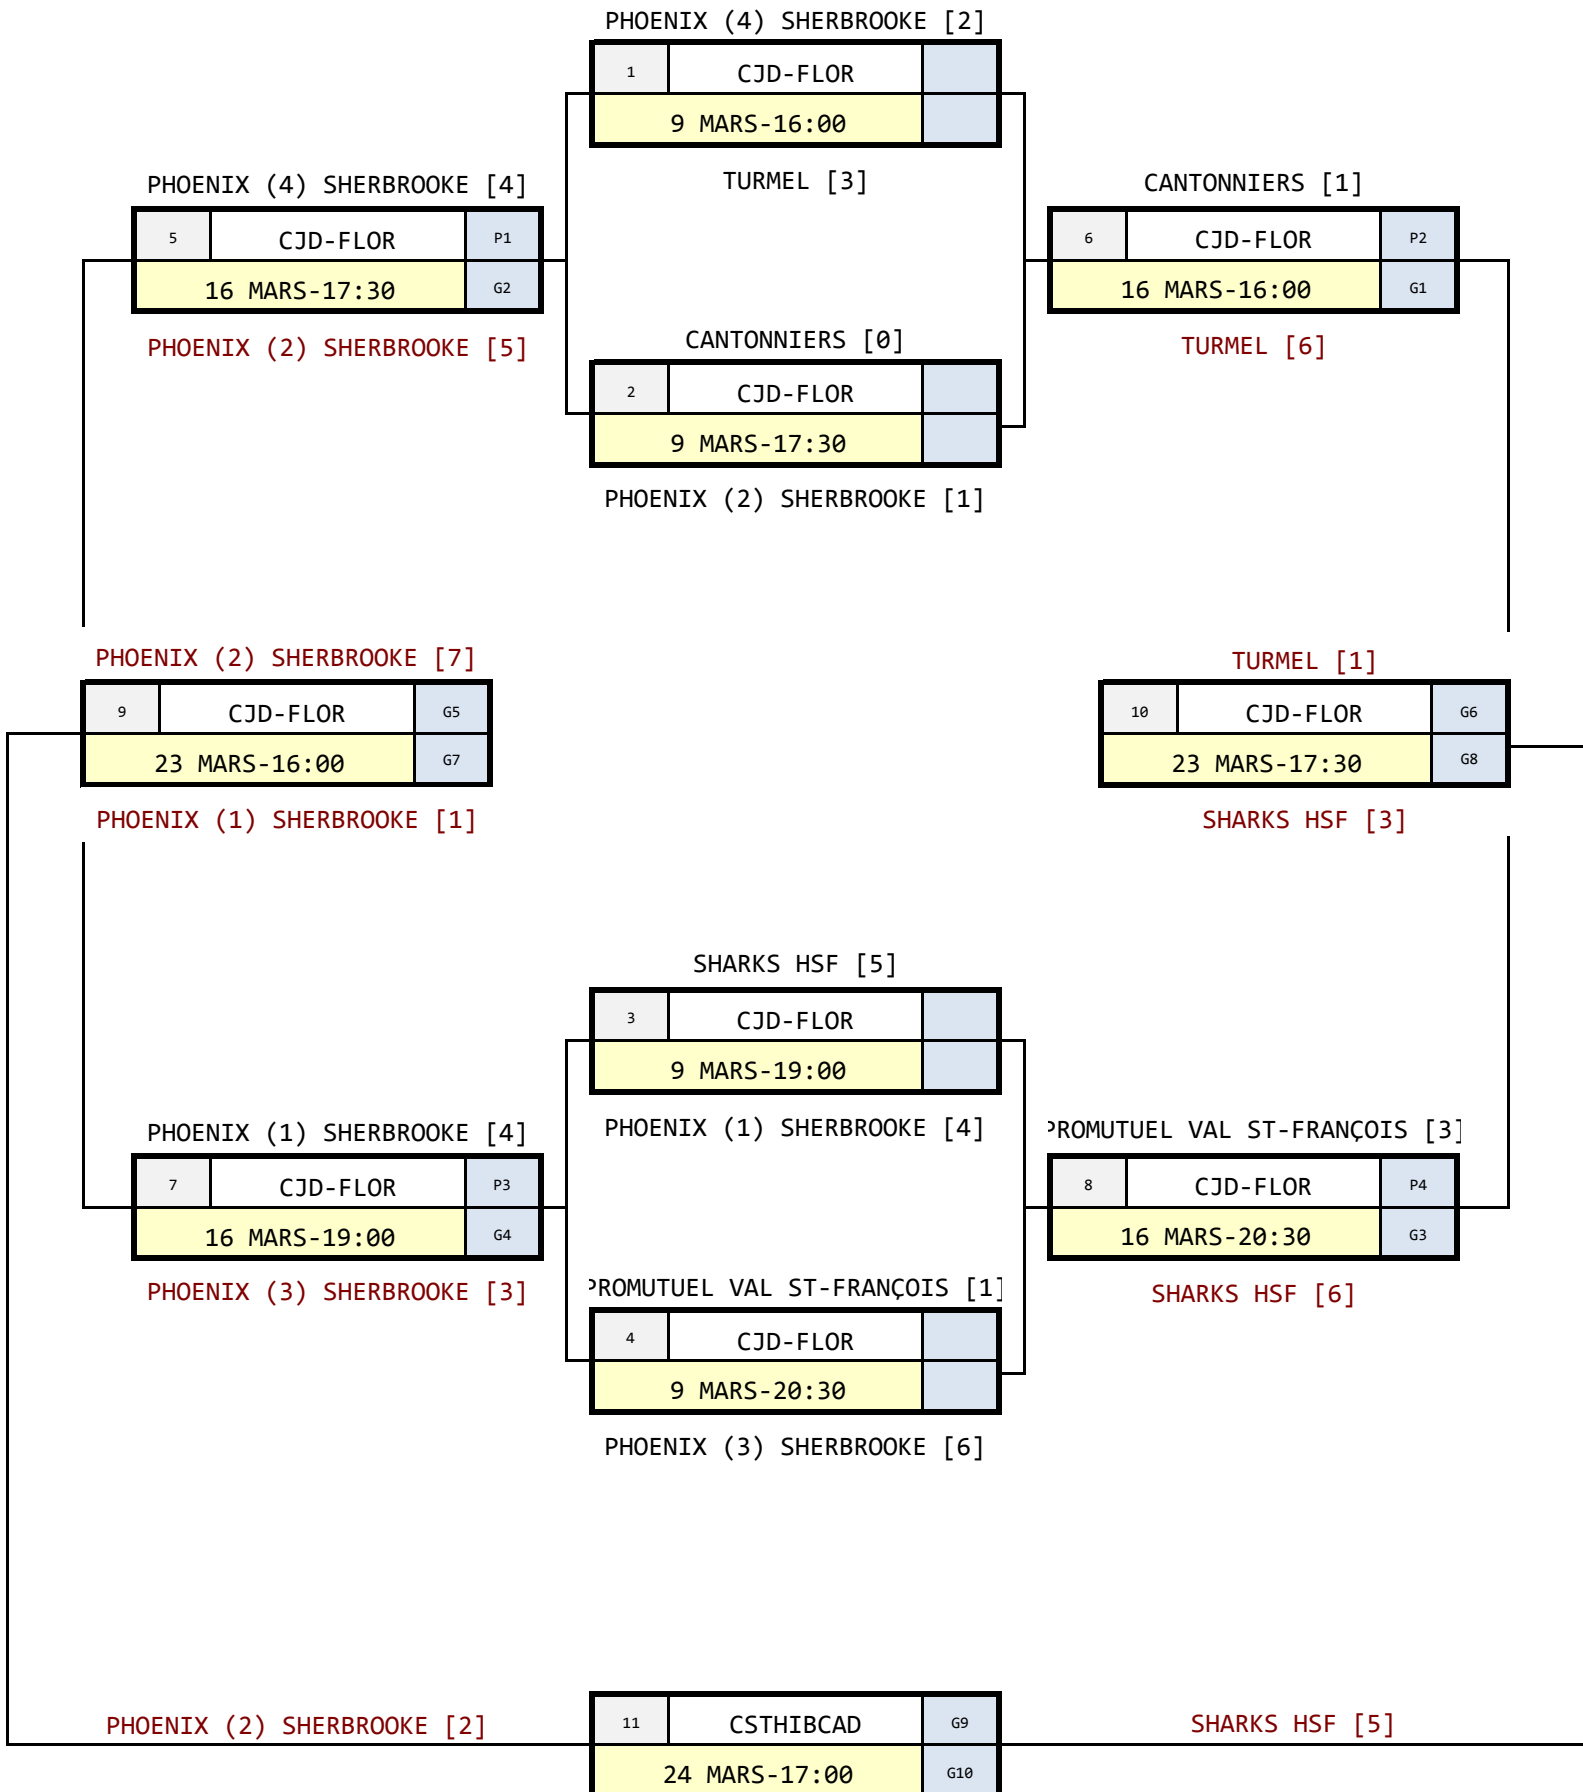 PHOENIX (4) SHERBROOKE [2]
1 CJD-FLOR
9 MARS-16:00
TURMEL [3]
PHOENIX (4) SHERBROOKE [4]
5 CJD-FLOR P1
16 MARS-17:30 G2
PHOENIX (2) SHERBROOKE [5]
CANTONNIERS [1]
6 CJD-FLOR P2
16 MARS-16:00 G1
TURMEL [6]
CANTONNIERS [0]
2 CJD-FLOR
9 MARS-17:30
PHOENIX (2) SHERBROOKE [1]
PHOENIX (2) SHERBROOKE [7]
9 CJD-FLOR G5
23 MARS-16:00 G7
PHOENIX (1) SHERBROOKE [1]
TURMEL [1]
10 CJD-FLOR G6
23 MARS-17:30 G8
SHARKS HSF [3]
SHARKS HSF [5]
3 CJD-FLOR
9 MARS-19:00
PHOENIX (1) SHERBROOKE [4]
PHOENIX (1) SHERBROOKE [4]
7 CJD-FLOR P3
16 MARS-19:00 G4
PHOENIX (3) SHERBROOKE [3]
PROMUTUEL VAL ST-FRANÇOIS [3]
8 CJD-FLOR P4
16 MARS-20:30 G3
SHARKS HSF [6]
PROMUTUEL VAL ST-FRANÇOIS [1]
4 CJD-FLOR
9 MARS-20:30
PHOENIX (3) SHERBROOKE [6]
PHOENIX (2) SHERBROOKE [2]
11 CSTHIBCAD G9
24 MARS-17:00 G10
SHARKS HSF [5]